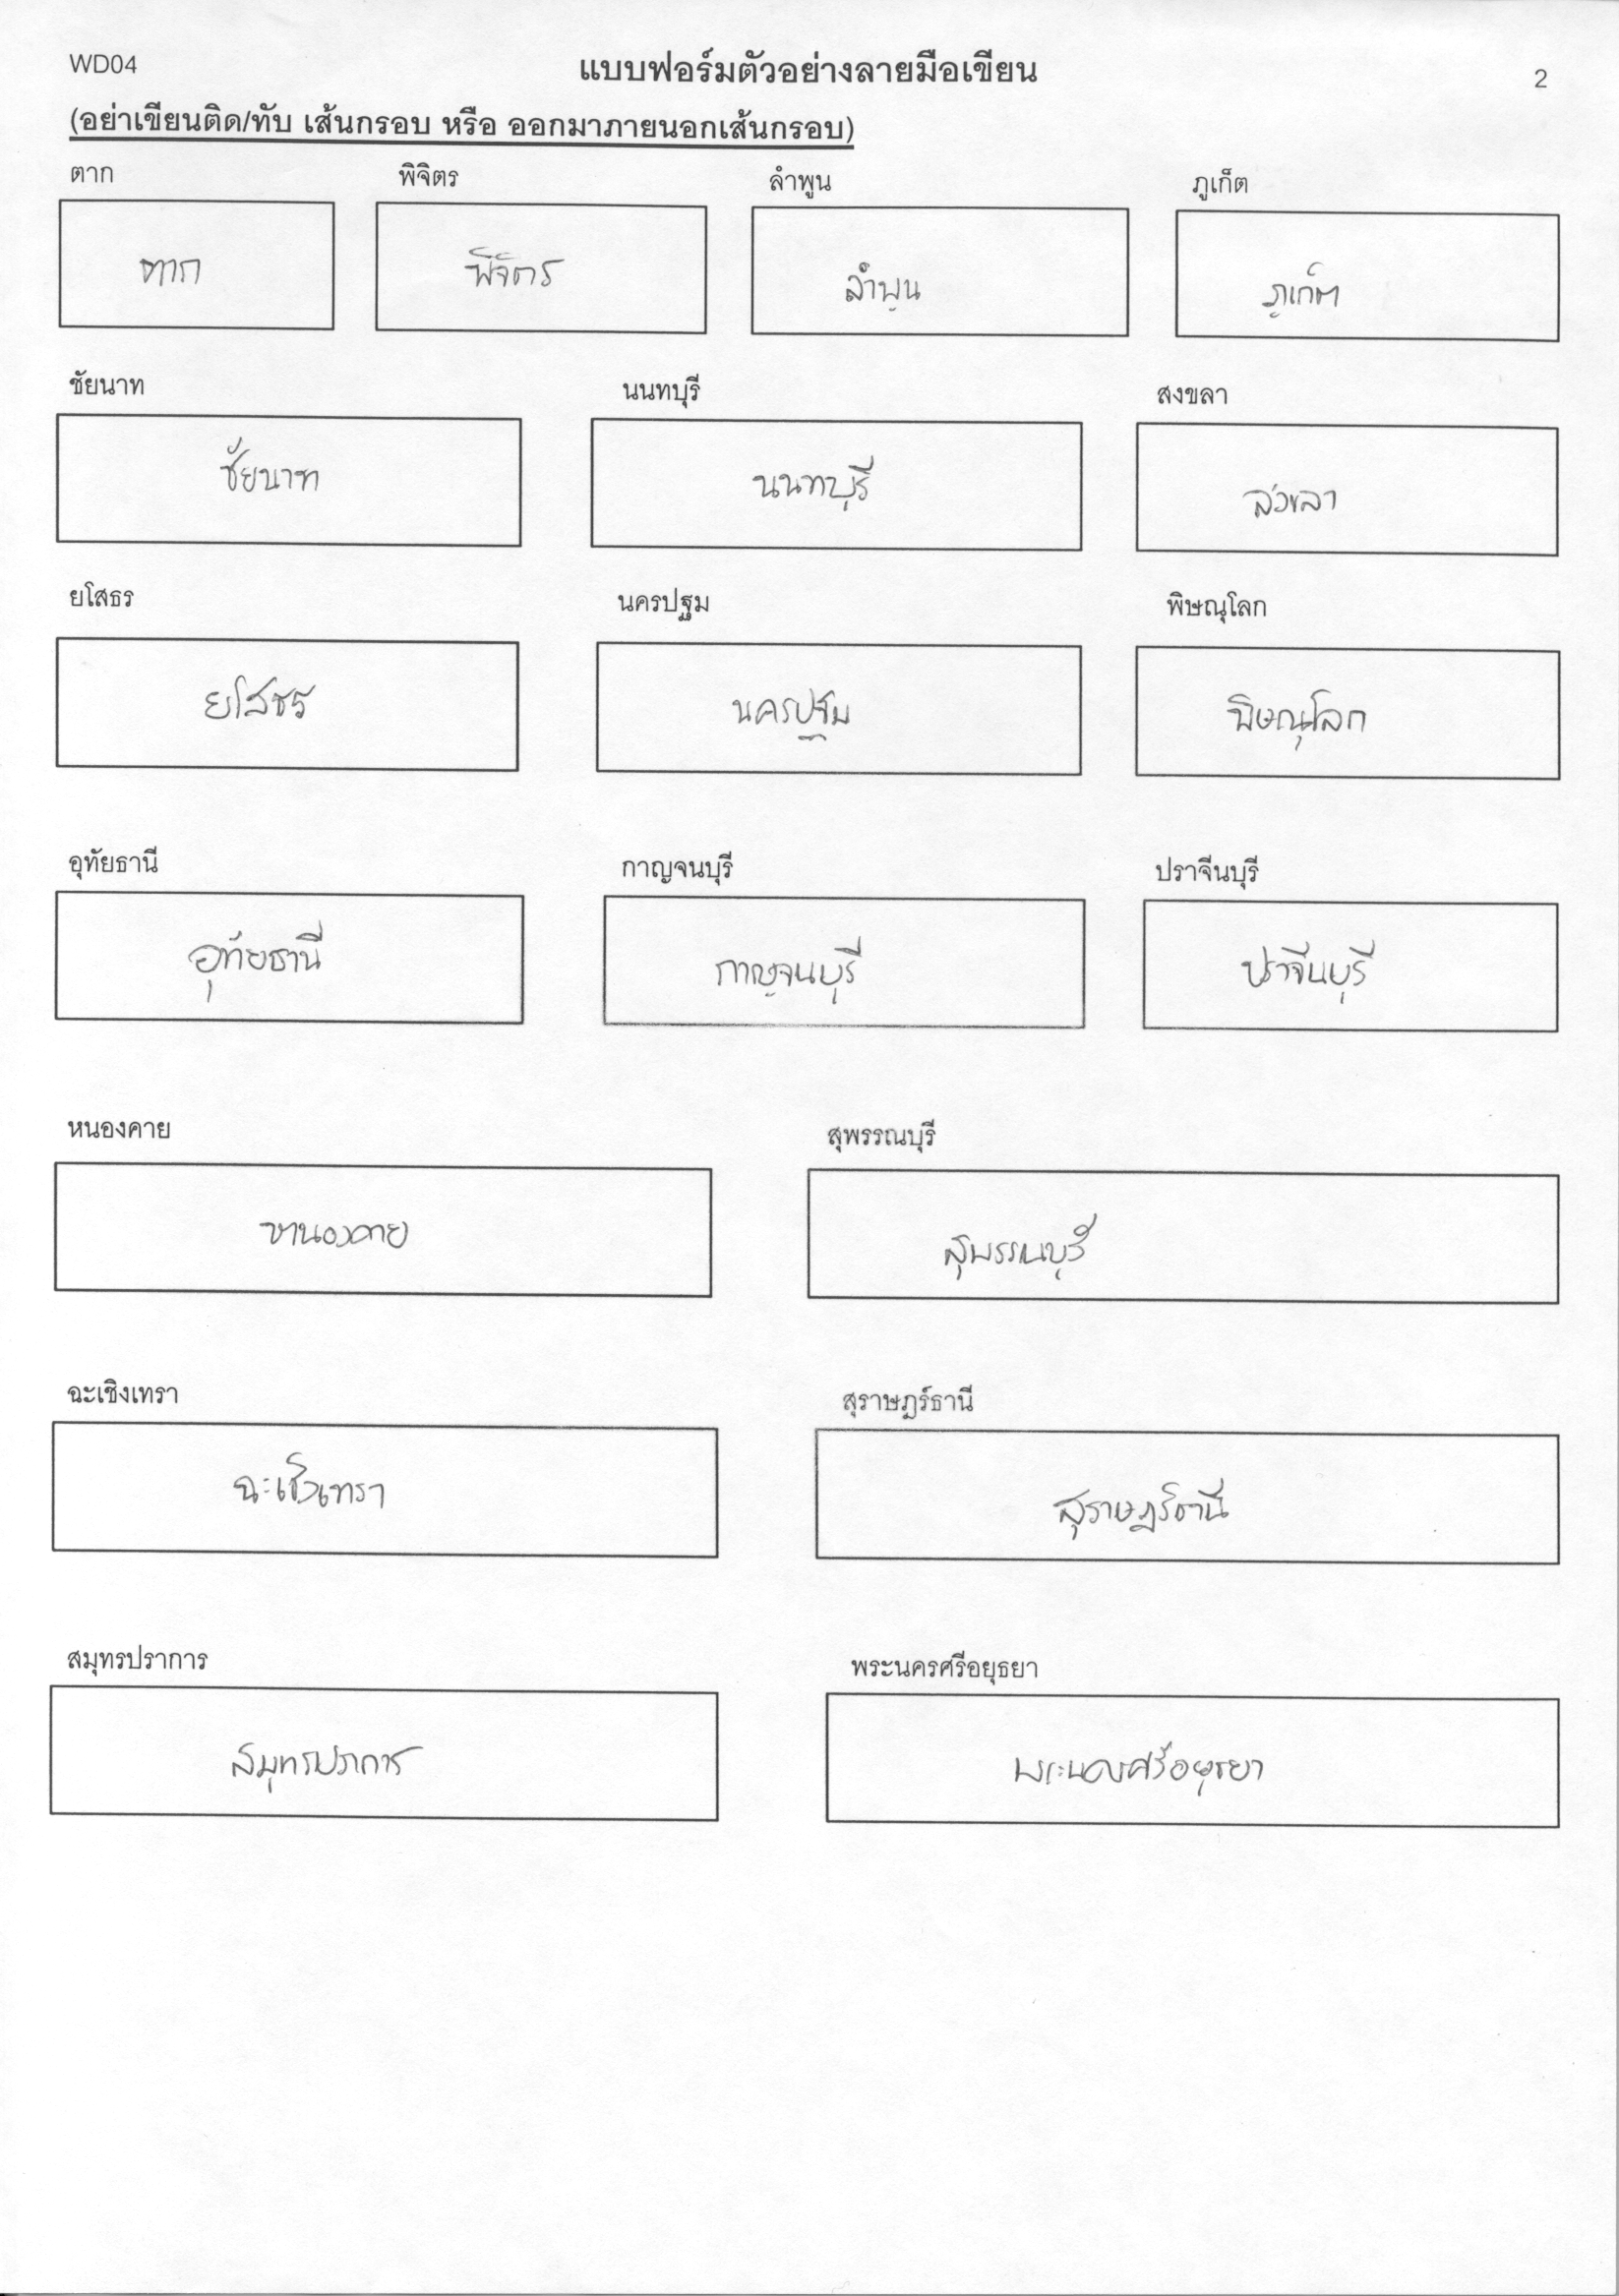 WD04 แบบฟอร์มตัวอย่างลายมือเขียน 2
(อย่าเขียนติด/ทับ เส้นกรอบ หรือ ออกมาภายนอกเส้นกรอบ)
ตาก พิจิตร ลำพูน ภูเก็ต
ตาก พิจิตร ลำพูน ภูเก็ต
ชัยนาท นนทบุรี สงขลา
ชัยนาท นนทบุรี สงขลา
ยโสธร นครปฐม พิษณุโลก
ยโสธร นครปฐม พิษณุโลก
อุทัยธานี กาญจนบุรี ปราจีนบุรี
อุทัยธานี กาญจนบุรี ปราจีนบุรี
หนองคาย สุพรรณบุรี
หนองคาย สุพรรณบุรี
ฉะเชิงเทรา สุราษฎร์ธานี
ฉะเชิงเทรา สุราษฎร์ธานี
สมุทรปราการ พระนครศรีอยุธยา
สมุทรปราการ พระนครศรีอยุธยา